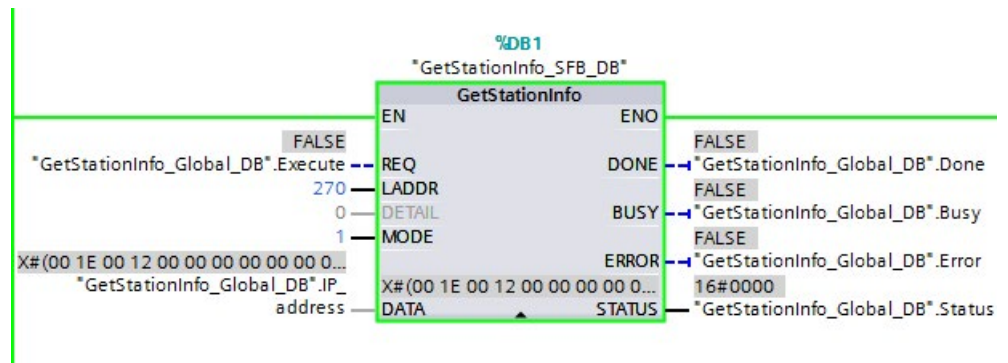 %DB1
"GetStationInfo_SFB_DB"
GetStationInfo
EN ENO
FALSE FALSE
"GetStationInfo_Global_DB".Execute REQ DONE "GetStationInfo_Global_DB".Done
270 LADDR FALSE
0 DETAIL BUSY "GetStationInfo_Global_DB".Busy
1 MODE FALSE
X#(00 1E 00 12 00 00 00 00 00 00 0... ERROR "GetStationInfo_Global_DB".Error
"GetStationInfo_Global_DB".IP_ X#(00 1E 00 12 00 00 00 00 0... 16#0000
address DATA STATUS "GetStationInfo_Global_DB".Status